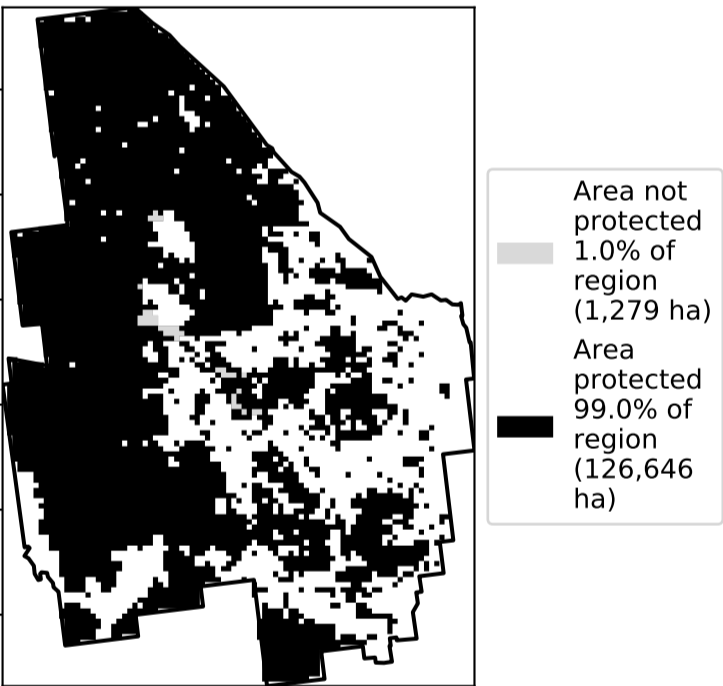 Area not
protected
1.0% of
region
(1,279 ha)
Area
protected
99.0% of
region
(126,646
ha)